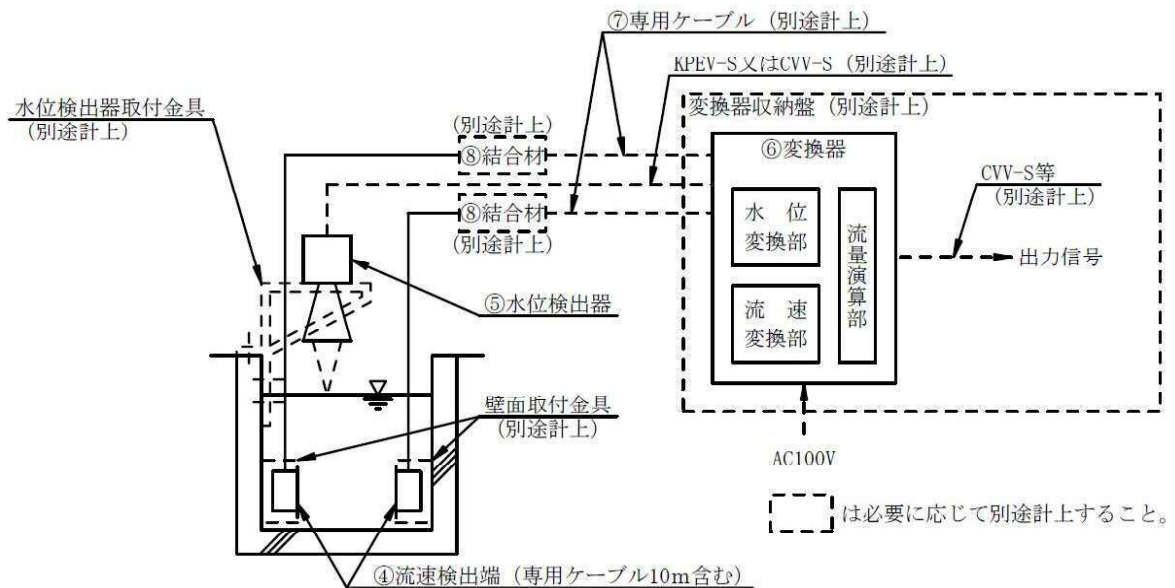 ⑦専用ケーブル (別途計上)
KPEV-S又はCVV-S (別途計上)
水位検出器取付金具
(別途計上)
(別途計上)
⑧結合材
⑧結合材
(別途計上)
変換器収納盤 (別途計上)
⑥変換器
水 位
変換部
流 速
変換部
流量演算部
CVV-S等
(別途計上)
出力信号
⑤水位検出器
壁面取付金具
(別途計上)
AC100V
は必要に応じて別途計上すること。
④流速検出端 (専用ケーブル10m含む)